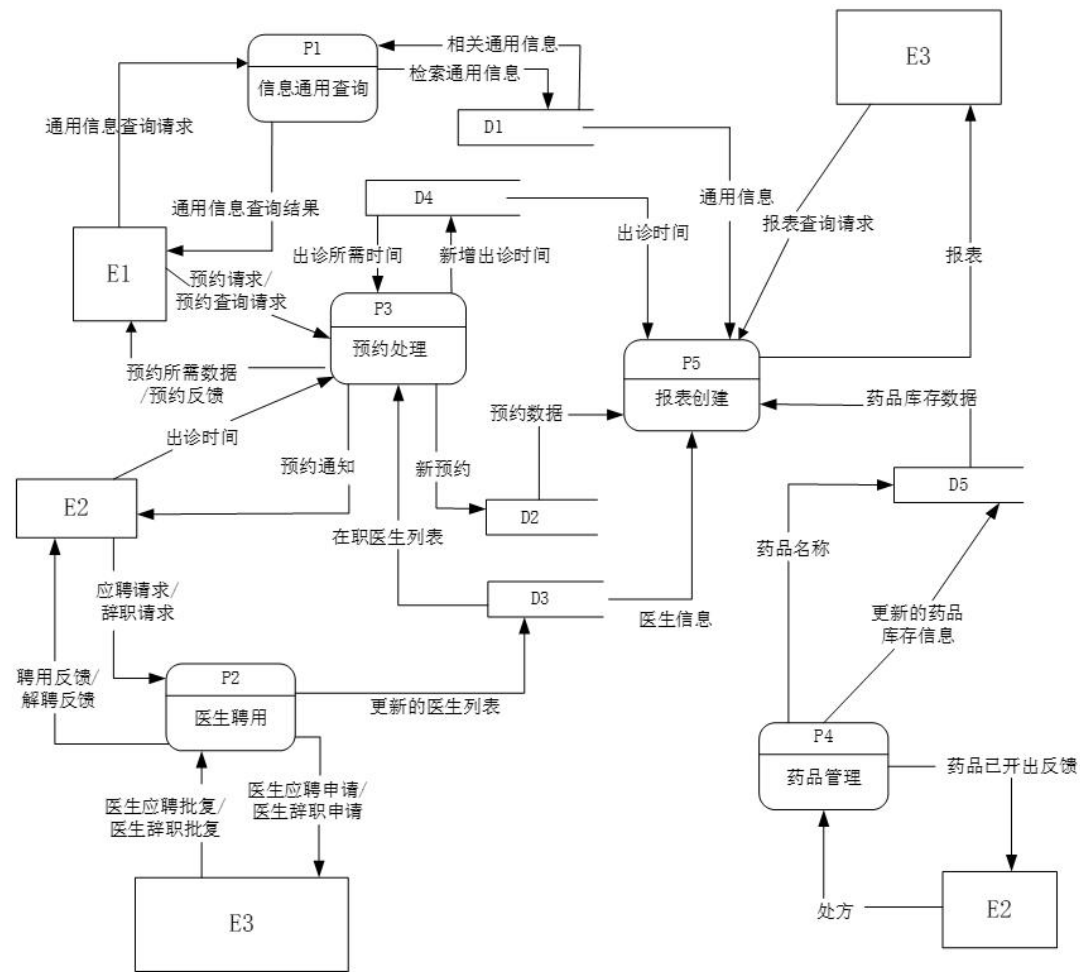 P1
信息通用查询
相关通用信息
检索通用信息
D1
E3
通用信息查询请求
通用信息查询结果
D4
出诊所需时间
新增出诊时间
出诊时间
通用信息
报表查询请求
报表
E1
预约请求/
预约查询请求
P3
预约处理
预约所需数据
/预约反馈
P5
报表创建
药品库存数据
预约数据
出诊时间
预约通知
新预约
D5
E2
D2
在职医生列表
药品名称
应聘请求/
辞职请求
D3
医生信息
更新的药品
库存信息
聘用反馈/
解聘反馈
P2
医生聘用
更新的医生列表
P4
药品管理
药品已开出反馈
医生应聘批复/
医生辞职批复
医生应聘申请/
医生辞职申请
E3
处方
E2